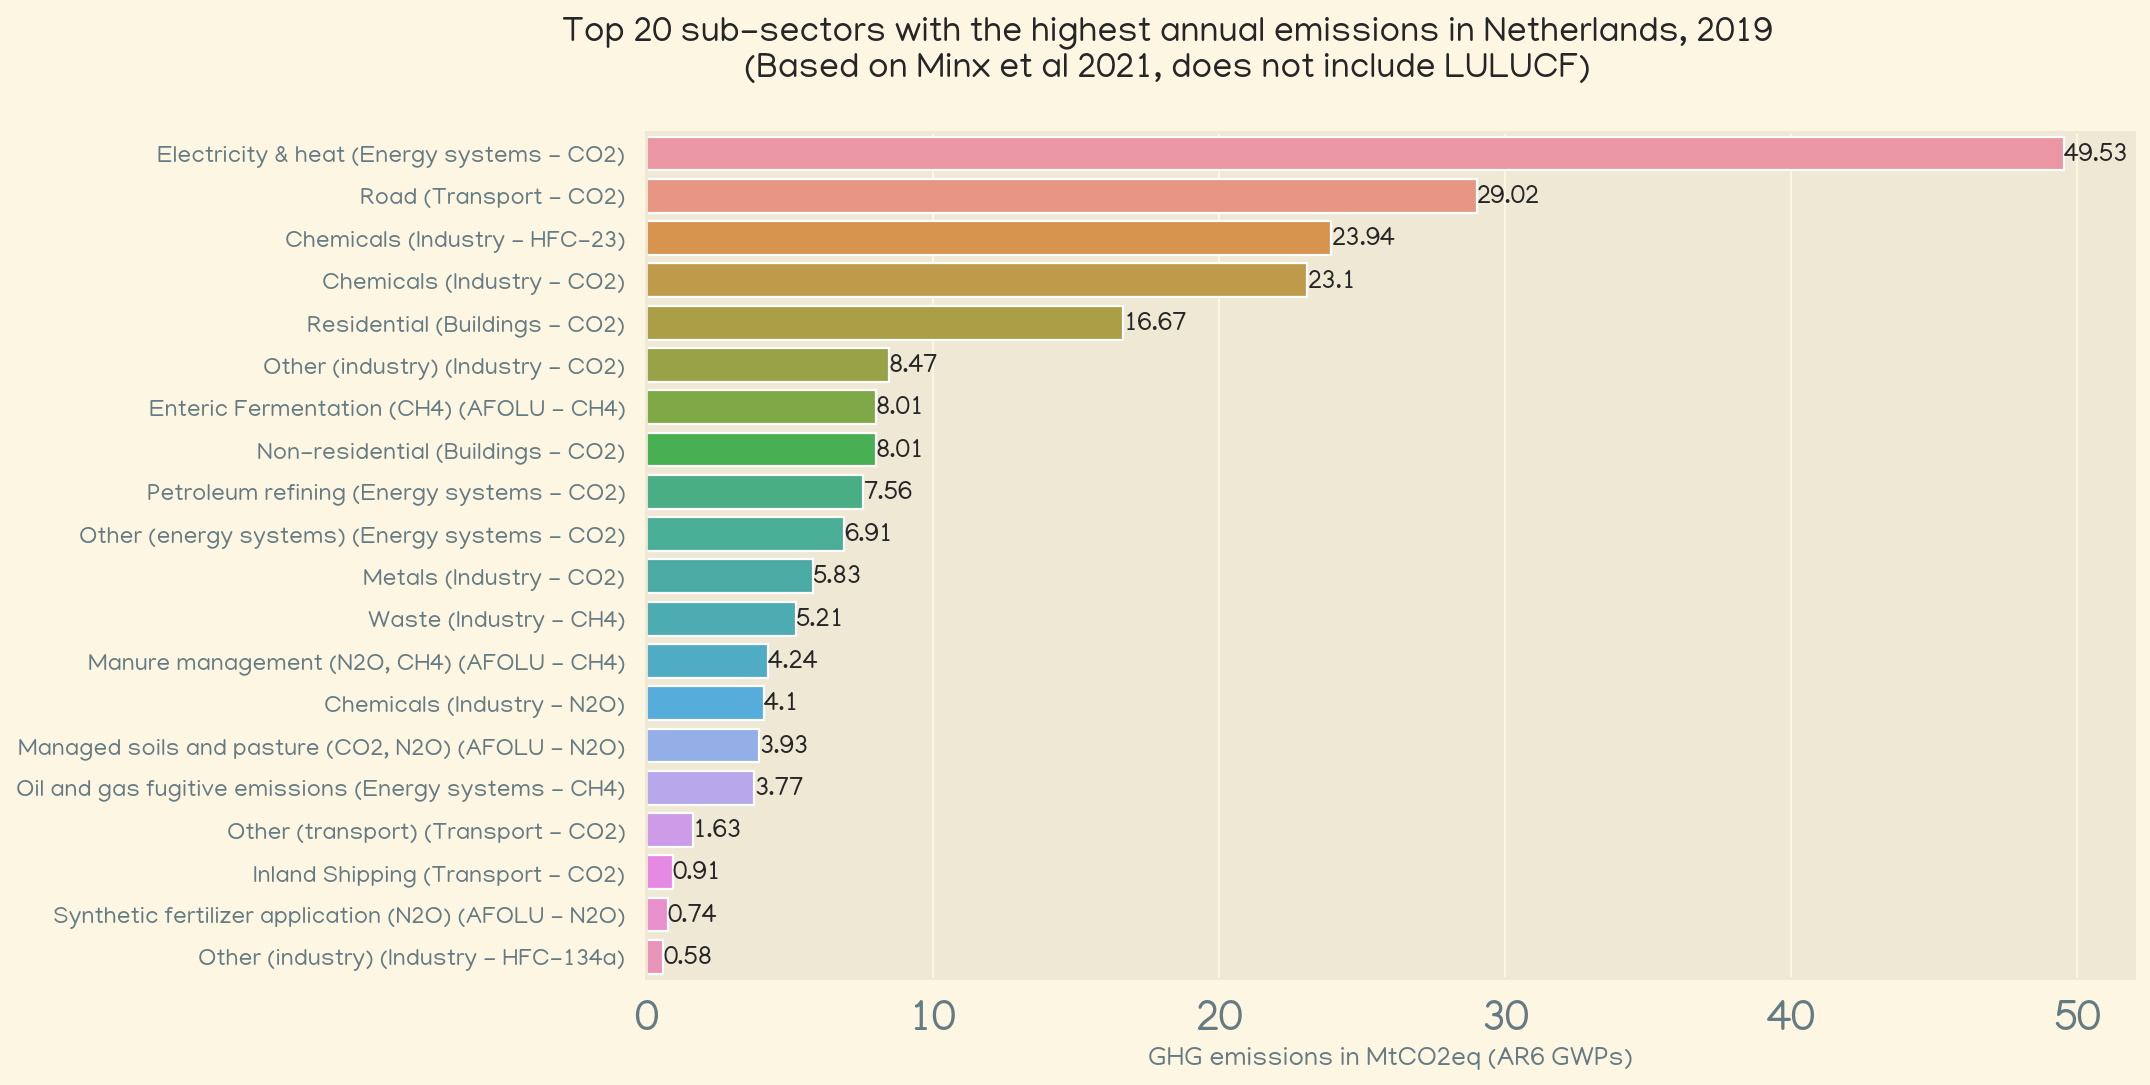 Top 20 sub-sectors with the highest annual emissions in Netherlands, 2019
(Based on Minx et al 2021, does not include LULUCF)
Electricity & heat (Energy systems - CO2) 49.53
Road (Transport - CO2) 29.02
Chemicals (Industry - HFC-23) 23.94
Chemicals (Industry - CO2) 23.1
Residential (Buildings - CO2) 16.67
Other (industry) (Industry - CO2) 8.47
Enteric Fermentation (CH4) (AFOLU - CH4) 8.01
Non-residential (Buildings - CO2) 8.01
Petroleum refining (Energy systems - CO2) 7.56
Other (energy systems) (Energy systems - CO2) 6.91
Metals (Industry - CO2) 5.83
Waste (Industry - CH4) 5.21
Manure management (N2O, CH4) (AFOLU - CH4) 4.24
Chemicals (Industry - N2O) 4.1
Managed soils and pasture (CO2, N2O) (AFOLU - N2O) 3.93
Oil and gas fugitive emissions (Energy systems - CH4) 3.77
Other (transport) (Transport - CO2) 1.63
Inland Shipping (Transport - CO2) 0.91
Synthetic fertilizer application (N2O) (AFOLU - N2O) 0.74
Other (industry) (Industry - HFC-134a) 0.58
0 10 20 30 40 50
GHG emissions in MtCO2eq (AR6 GWPs)